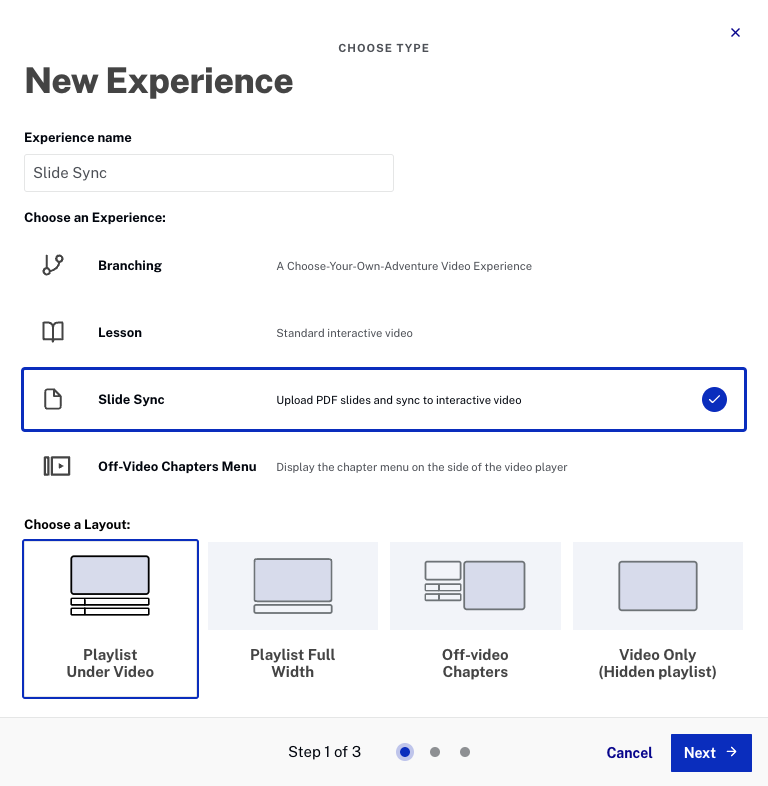 CHOOSE TYPE
New Experience
Experience name
Slide Sync
Choose an Experience:
Branching A Choose-Your-Own-Adventure Video Experience
Lesson Standard interactive video
Slide Sync Upload PDF slides and sync to interactive video
Off-Video Chapters Menu Display the chapter menu on the side of the video player
Choose a Layout:
Playlist
Under Video
Playlist Full
Width
Off-video
Chapters
Video Only
(Hidden playlist)
Step 1 of 3
Cancel
Next